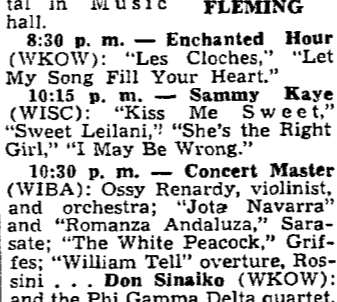 tal in Music FLEMING
hall.
8:30 p. m. — Enchanted Hour
(WKOW): "Les Cloches," "Let
My Song Fill Your Heart."
10:15 p. m. — Sammy Kaye
(WISC): "Kiss Me Sweet,"
"Sweet Leilani," "She's the Right
Girl," "I May Be Wrong."
10:30 p. m. — Concert Master
(WIBA): Ossy Renardy, violinist,
and orchestra; "Jota Navarra"
and "Romanza Andaluza," Sara-
sate; "The White Peacock," Grif-
fes; "William Tell" overture, Ros-
sini . . . Don Sinaiko (WKOW):
and the Phi Gamma Delta quartet.